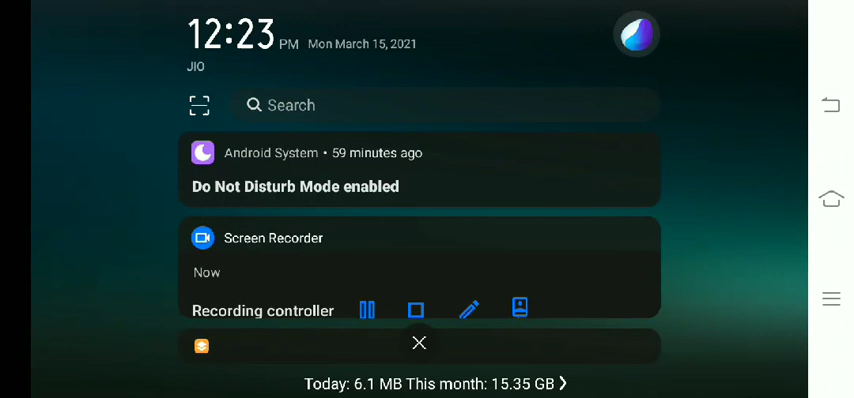 12:23 PM Mon March 15, 2021
JIO
Search
Android System • 59 minutes ago
Do Not Disturb Mode enabled
Screen Recorder
Now
Recording controller
Today: 6.1 MB This month: 15.35 GB ❯